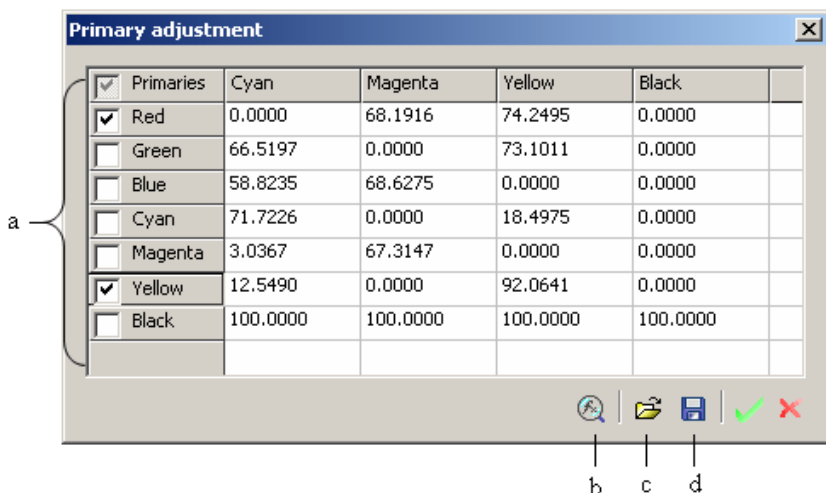 Primary adjustment
Primaries Cyan Magenta Yellow Black
Red 0.0000 68.1916 74.2495 0.0000
Green 66.5197 0.0000 73.1011 0.0000
Blue 58.8235 68.6275 0.0000 0.0000
a
Cyan 71.7226 0.0000 18.4975 0.0000
Magenta 3.0367 67.3147 0.0000 0.0000
Yellow 12.5490 0.0000 92.0641 0.0000
Black 100.0000 100.0000 100.0000 100.0000
b c d